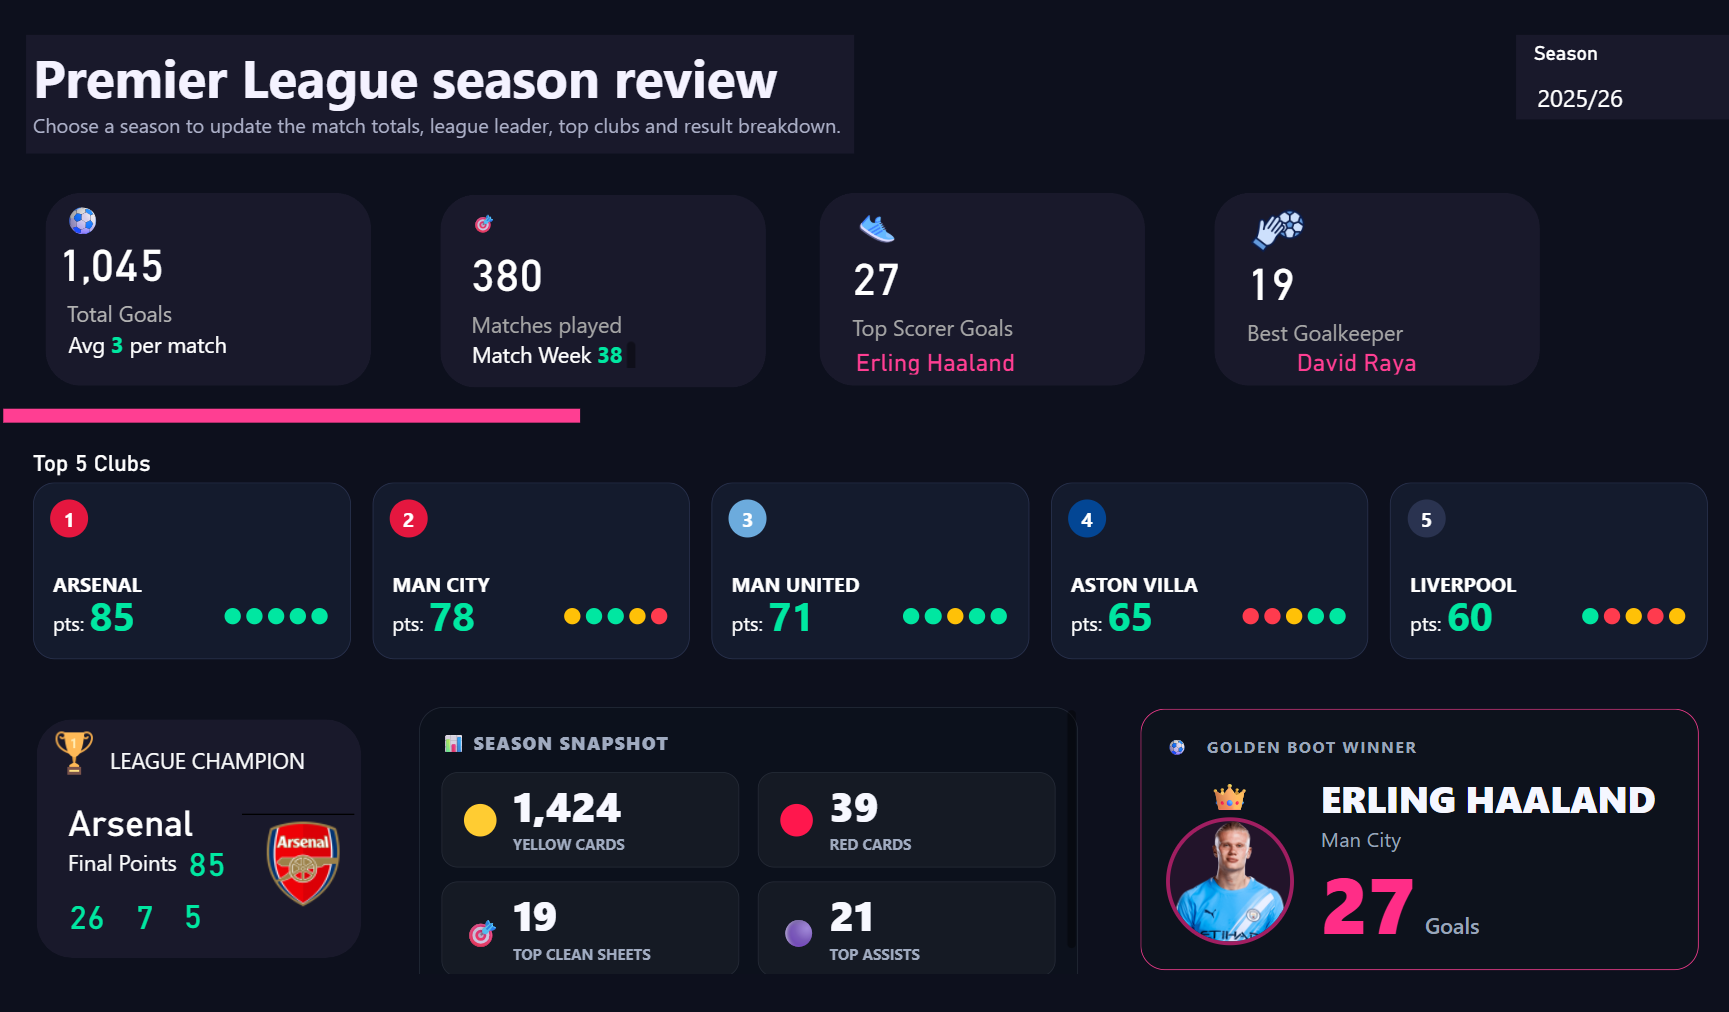 Premier League season review
Choose a season to update the match totals, league leader, top clubs and result breakdown.
Season
2025/26
1,045
Total Goals
Avg 3 per match
380
Matches played
Match Week 38
27
Top Scorer Goals
Erling Haaland
19
Best Goalkeeper
David Raya
Top 5 Clubs
1
ARSENAL
pts: 85
2
MAN CITY
pts: 78
3
MAN UNITED
pts: 71
4
ASTON VILLA
pts: 65
5
LIVERPOOL
pts: 60
1
LEAGUE CHAMPION
Arsenal
Final Points 85
26 7 5
Arsenal
SEASON SNAPSHOT
1,424
YELLOW CARDS
39
RED CARDS
19
TOP CLEAN SHEETS
21
TOP ASSISTS
GOLDEN BOOT WINNER
ERLING HAALAND
Man City
27 Goals